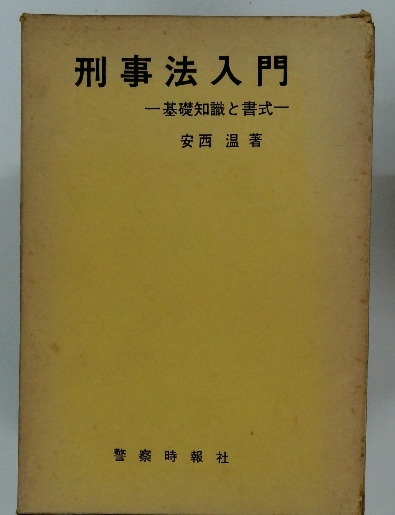 刑事法入門
―基礎知識と書式―
安西 温 著
警察時報社